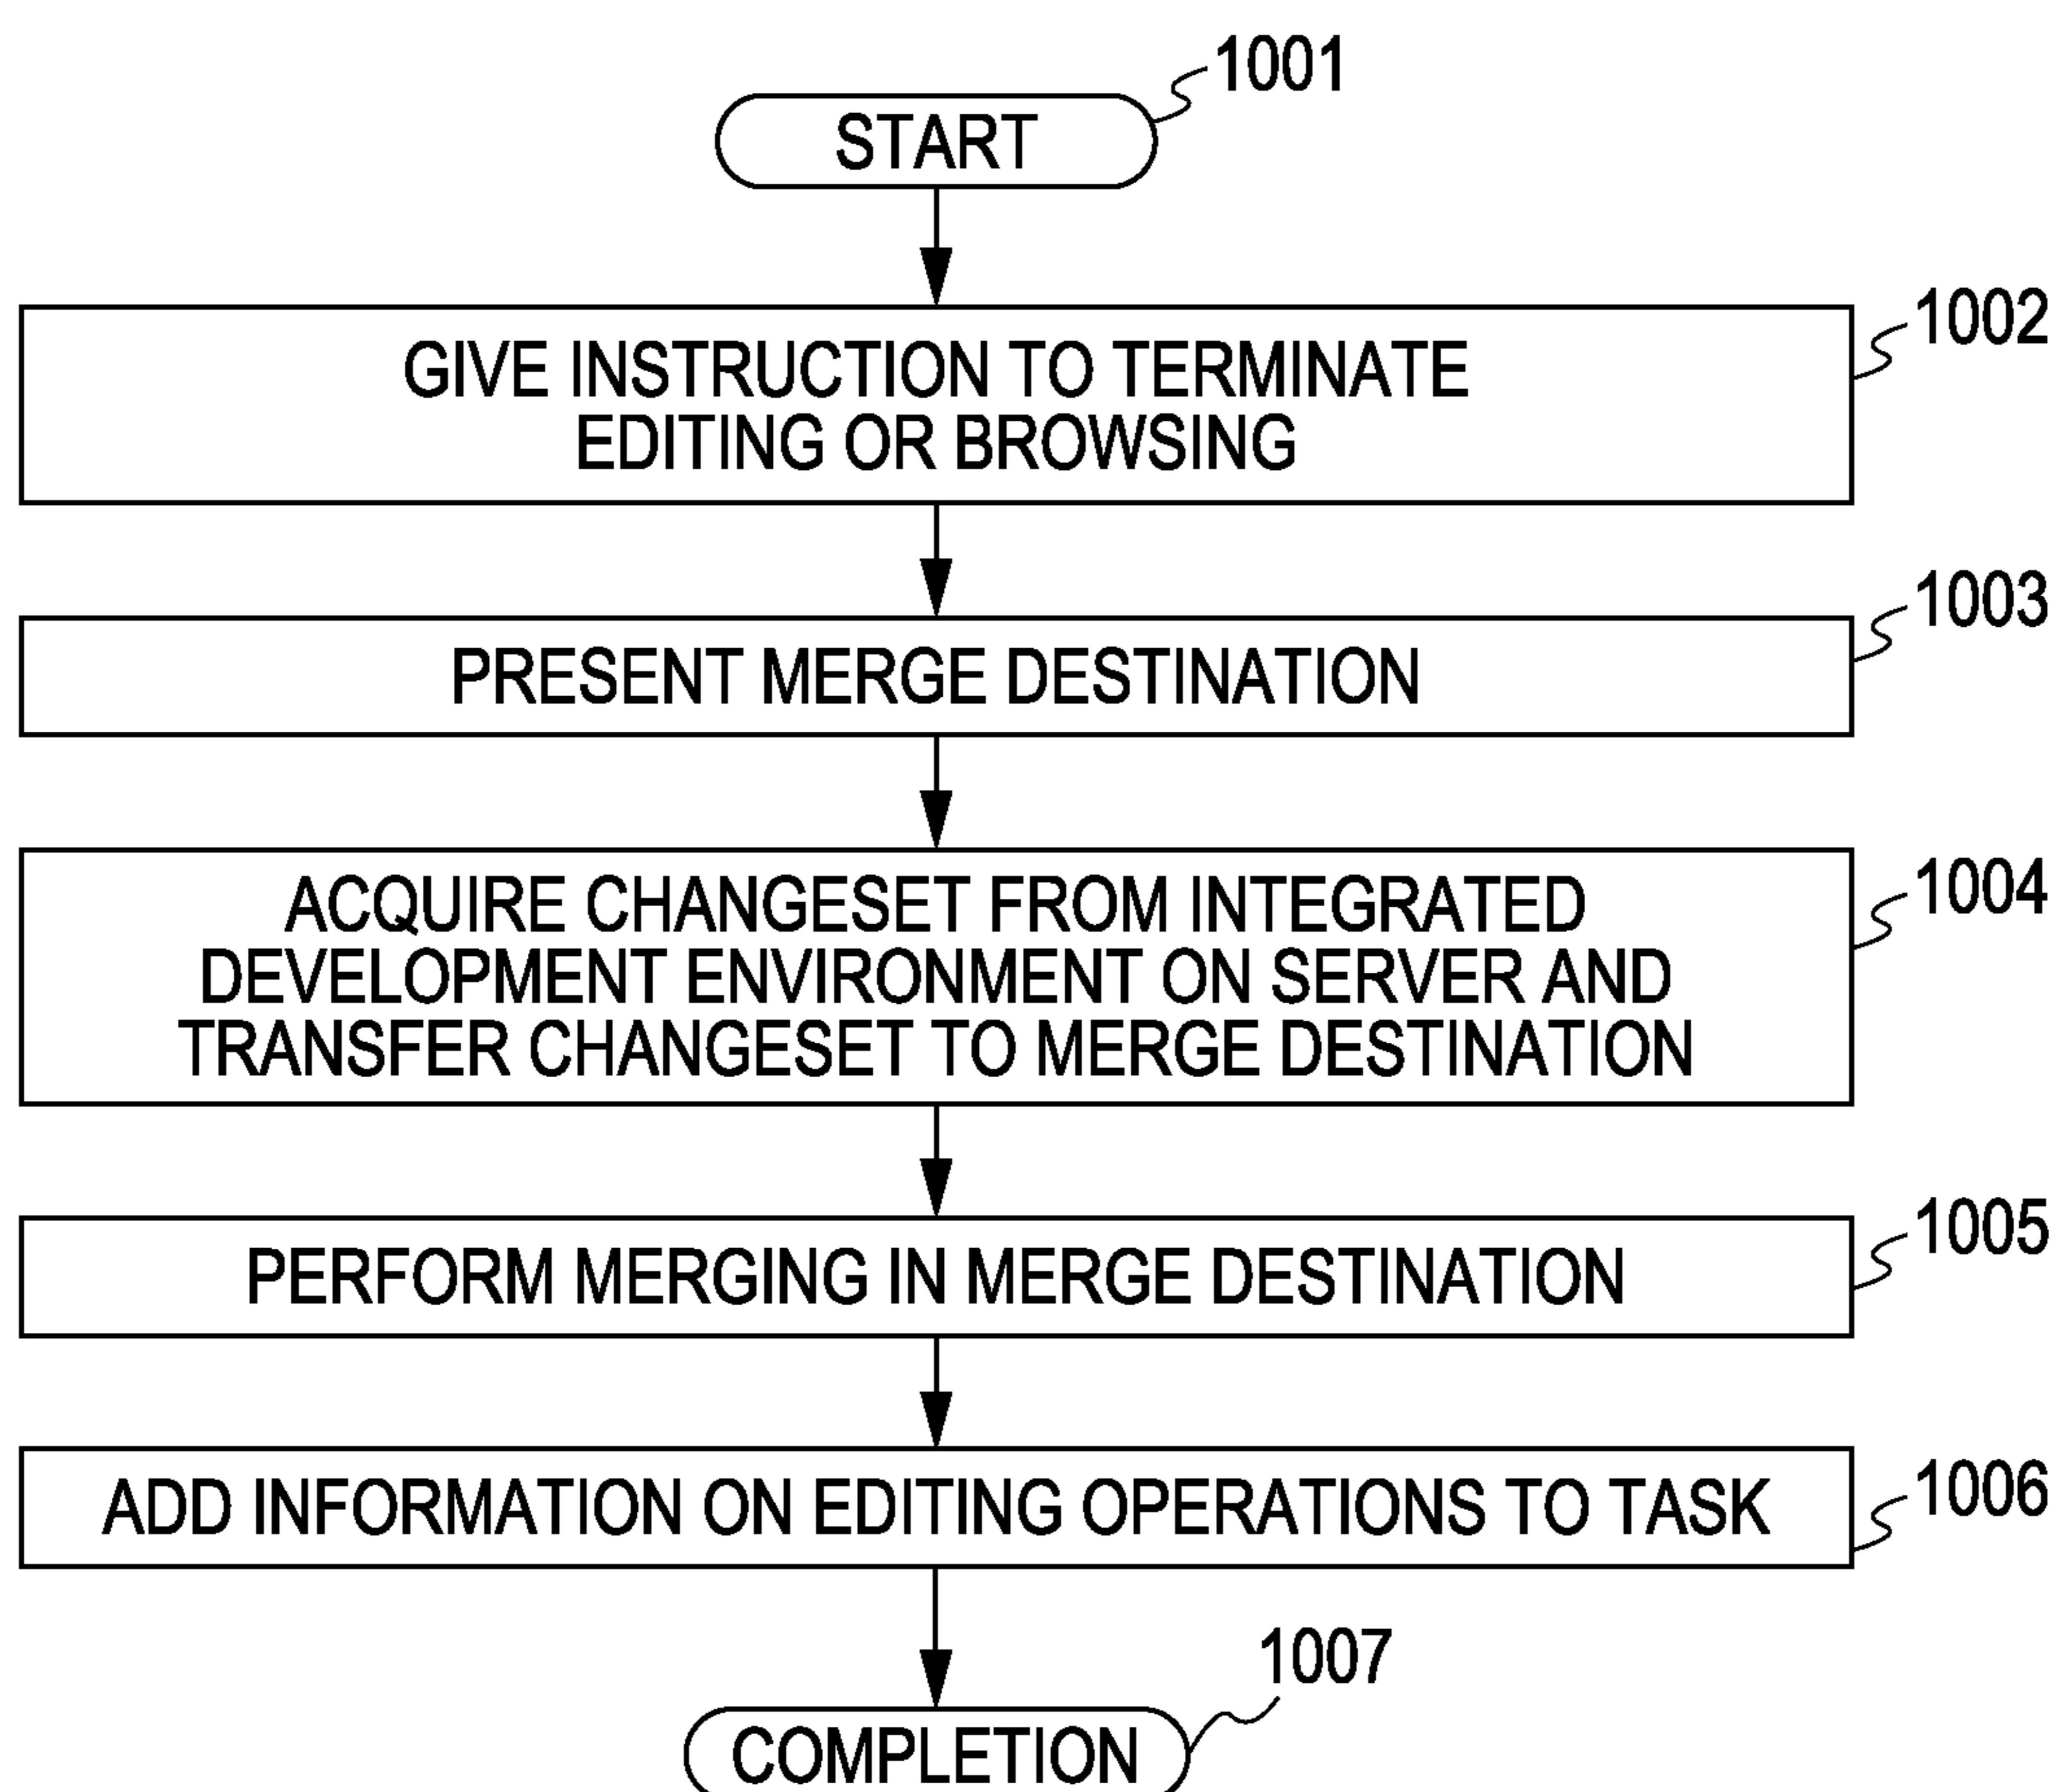 1001
START
1002
GIVE INSTRUCTION TO TERMINATE
EDITING OR BROWSING
1003
PRESENT MERGE DESTINATION
1004
ACQUIRE CHANGESET FROM INTEGRATED
DEVELOPMENT ENVIRONMENT ON SERVER AND
TRANSFER CHANGESET TO MERGE DESTINATION
1005
PERFORM MERGING IN MERGE DESTINATION
1006
ADD INFORMATION ON EDITING OPERATIONS TO TASK
1007
COMPLETION